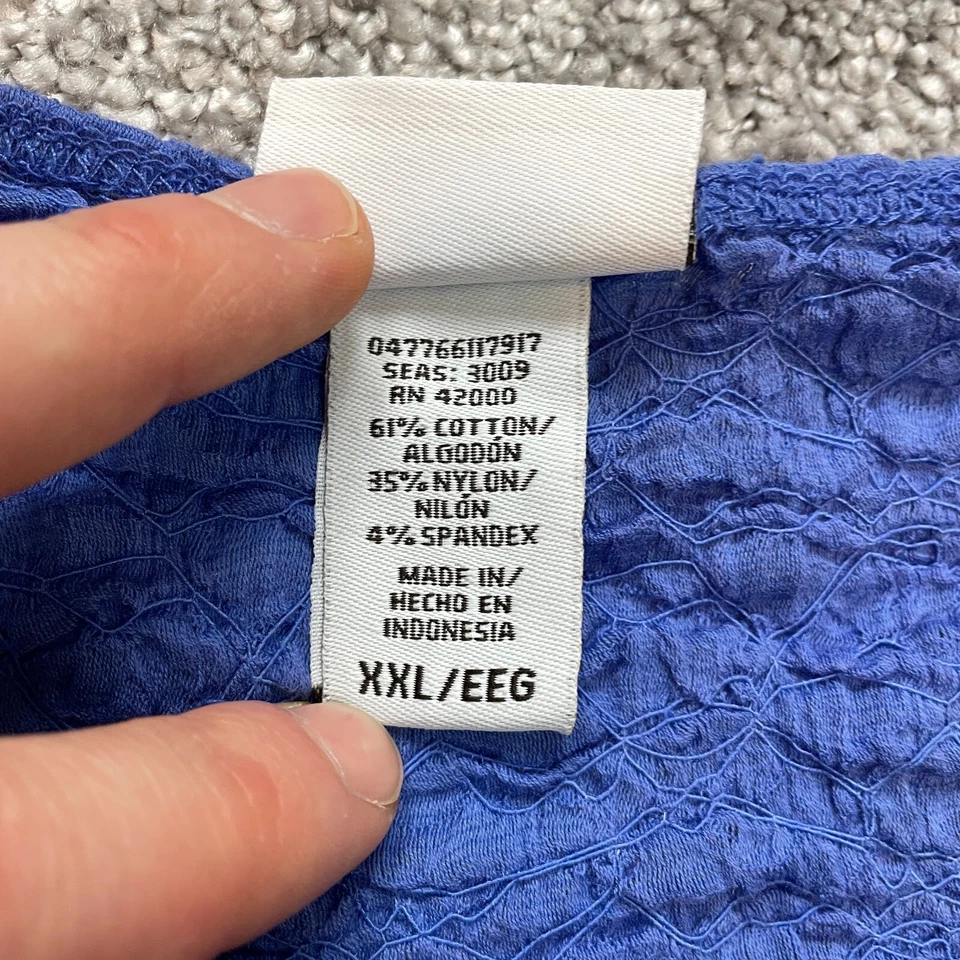 047766117917
SEAS: 3009
RN 42000
61% COTTON/
ALGODÓN
35% NYLON/
NILÓN
4% SPANDEX
MADE IN/
HECHO EN
INDONESIA
XXL/EEG